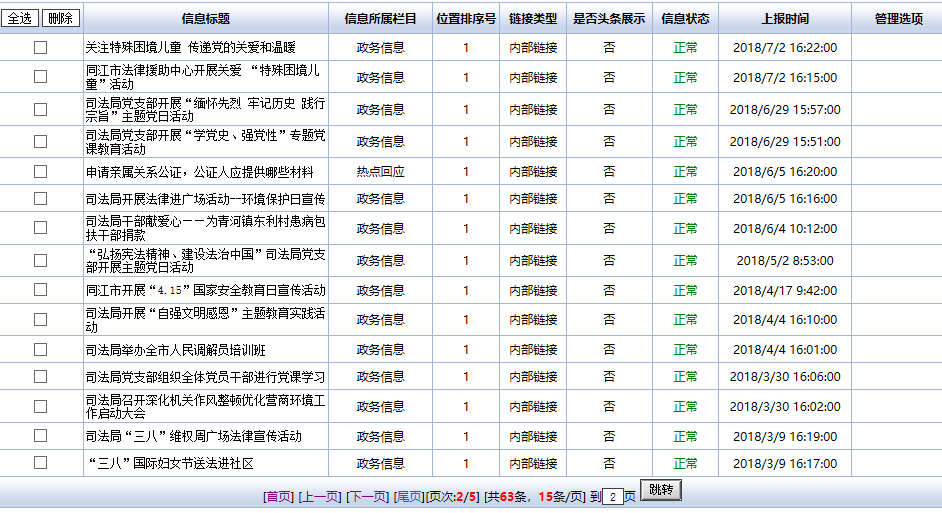 全选 删除 信息标题 信息所属栏目 位置排序号 链接类型 是否头条展示 信息状态 上报时间 管理选项
关注特殊困境儿童 传递党的关爱和温暖 政务信息 1 内部链接 否 正常 2018/7/2 16:22:00
同江市法律援助中心开展关爱 “特殊困境儿
童”活动 政务信息 1 内部链接 否 正常 2018/7/2 16:15:00
司法局党支部开展“缅怀先烈 牢记历史 践行
宗旨”主题党日活动 政务信息 1 内部链接 否 正常 2018/6/29 15:57:00
司法局党支部开展“学党史、强党性”专题党
课教育活动 政务信息 1 内部链接 否 正常 2018/6/29 15:51:00
申请亲属关系公证，公证人应提供哪些材料 热点回应 1 内部链接 否 正常 2018/6/5 16:20:00
司法局开展法律进广场活动--环境保护日宣传 政务信息 1 内部链接 否 正常 2018/6/5 16:16:00
司法局干部献爱心——为青河镇东利村患病包
扶干部捐款 政务信息 1 内部链接 否 正常 2018/6/4 10:12:00
“弘扬宪法精神、建设法治中国”司法局党支
部开展主题党日活动 政务信息 1 内部链接 否 正常 2018/5/2 8:53:00
同江市开展“4.15”国家安全教育日宣传活动 政务信息 1 内部链接 否 正常 2018/4/17 9:42:00
司法局开展“自强文明感恩”主题教育实践活
动 政务信息 1 内部链接 否 正常 2018/4/4 16:10:00
司法局举办全市人民调解员培训班 政务信息 1 内部链接 否 正常 2018/4/4 16:01:00
司法局党支部组织全体党员干部进行党课学习 政务信息 1 内部链接 否 正常 2018/3/30 16:06:00
司法局召开深化机关作风整顿优化营商环境工
作启动大会 政务信息 1 内部链接 否 正常 2018/3/30 16:02:00
司法局“三八”维权周广场法律宣传活动 政务信息 1 内部链接 否 正常 2018/3/9 16:19:00
“三八”国际妇女节送法进社区 政务信息 1 内部链接 否 正常 2018/3/9 16:17:00
[首页] [上一页] [下一页] [尾页][页次:2/5] [共63条，15条/页] 到 2 页 跳转